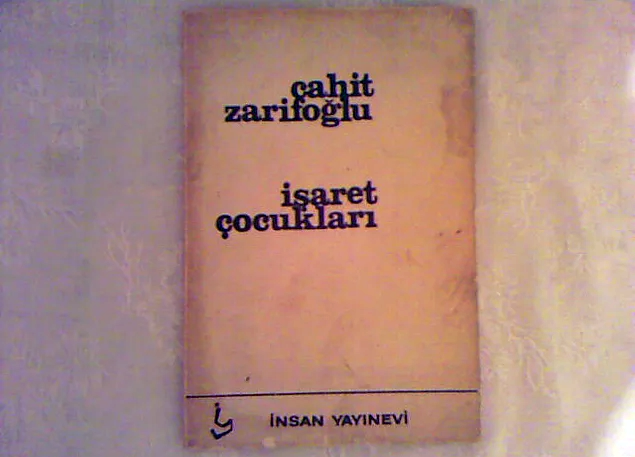 cahit
zarifoğlu
işaret
çocukları
İNSAN YAYINEVİ